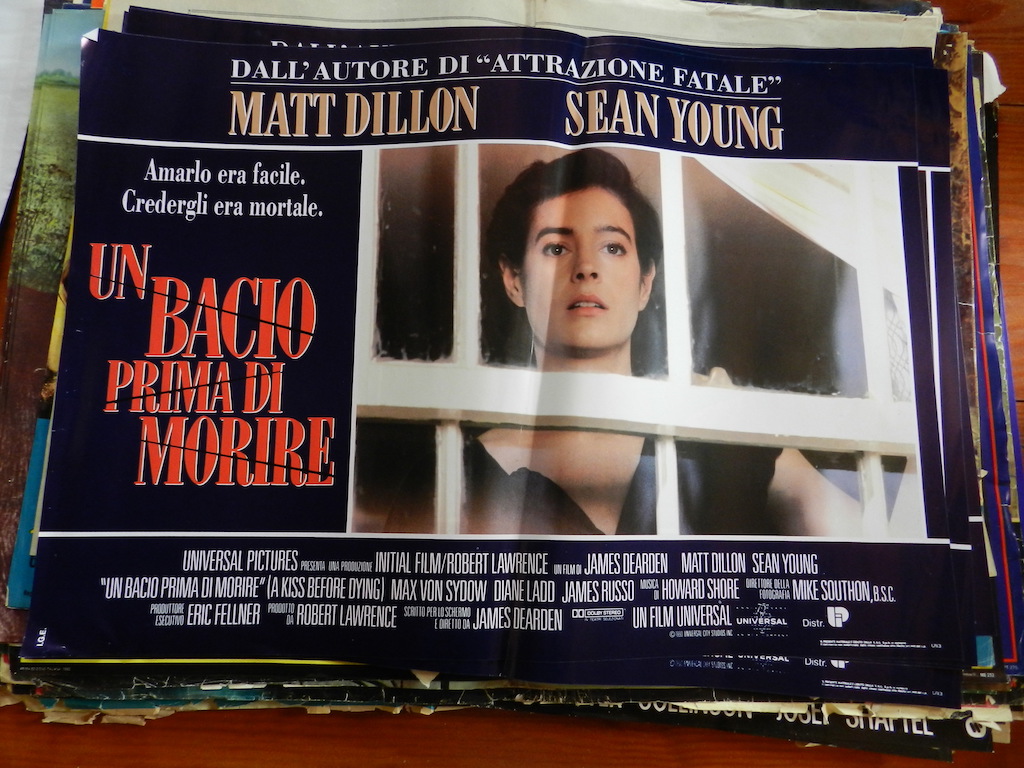 DALL'AUTORE DI "ATTRAZIONE FATALE"
MATT DILLON SEAN YOUNG
Amarlo era facile.
Credergli era mortale.
UN
BACIO
PRIMA DI
MORIRE
UNIVERSAL PICTURES PRESENTA UNA PRODUZIONE INITIAL FILM/ROBERT LAWRENCE UN FILM DI JAMES DEARDEN MATT DILLON SEAN YOUNG
"UN BACIO PRIMA DI MORIRE" (A KISS BEFORE DYING) MAX VON SYDOW DIANE LADD JAMES RUSSO MUSICA DI HOWARD SHORE DIRETTORE DELLA FOTOGRAFIA MIKE SOUTHON, B.S.C.
PRODUTTORE ESECUTIVO ERIC FELLNER PRODOTTO DA ROBERT LAWRENCE SCRITTO PER LO SCHERMO E DIRETTO DA JAMES DEARDEN DOLBY STEREO UN FILM UNIVERSAL UNIVERSAL Distr. UIP
I.G.E.
UNIVERSAL Distr.